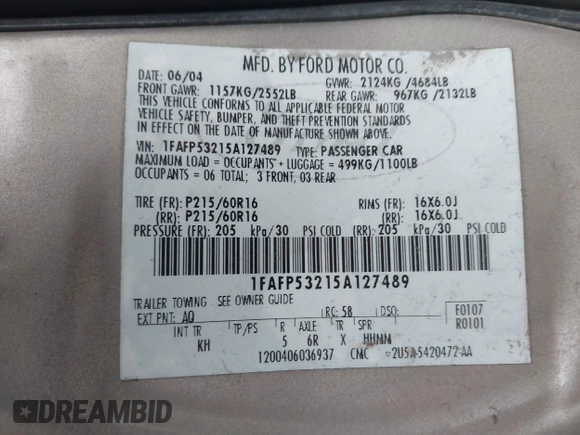 MFD. BY FORD MOTOR CO.
DATE: 06/04 GVWR: 2124KG /4684LB
FRONT GAWR: 1157KG/2552LB REAR GAWR: 967KG /2132LB
THIS VEHICLE CONFORMS TO ALL APPLICABLE FEDERAL MOTOR
VEHICLE SAFETY, BUMPER, AND THEFT PREVENTION STANDARDS
IN EFFECT ON THE DATE OF MANUFACTURE SHOWN ABOVE.
VIN: 1FAFP53215A127489 TYPE: PASSENGER CAR
MAXIMUM LOAD = OCCUPANTS + LUGGAGE = 499KG/1100LB
OCCUPANTS = 06 TOTAL; 3 FRONT, 03 REAR
TIRE (FR): P215/60R16 RIMS (FR): 16X6.0J
(RR): P215/60R16 (RR): 16X6.0J
PRESSURE (FR): 205 kPa/30 PSI COLD (RR): 205 kPa/30 PSI COLD
1FAFP53215A127489
TRAILER TOWING - SEE OWNER GUIDE
EXT PNT: AQ RC: 5B DSO: F0107
R0101
INT TR TP/PS R AXLE TR SPR
KH 5 6R X HHMM
1200406036937 CMC 2U5A-5420472-AA
DREAMBID